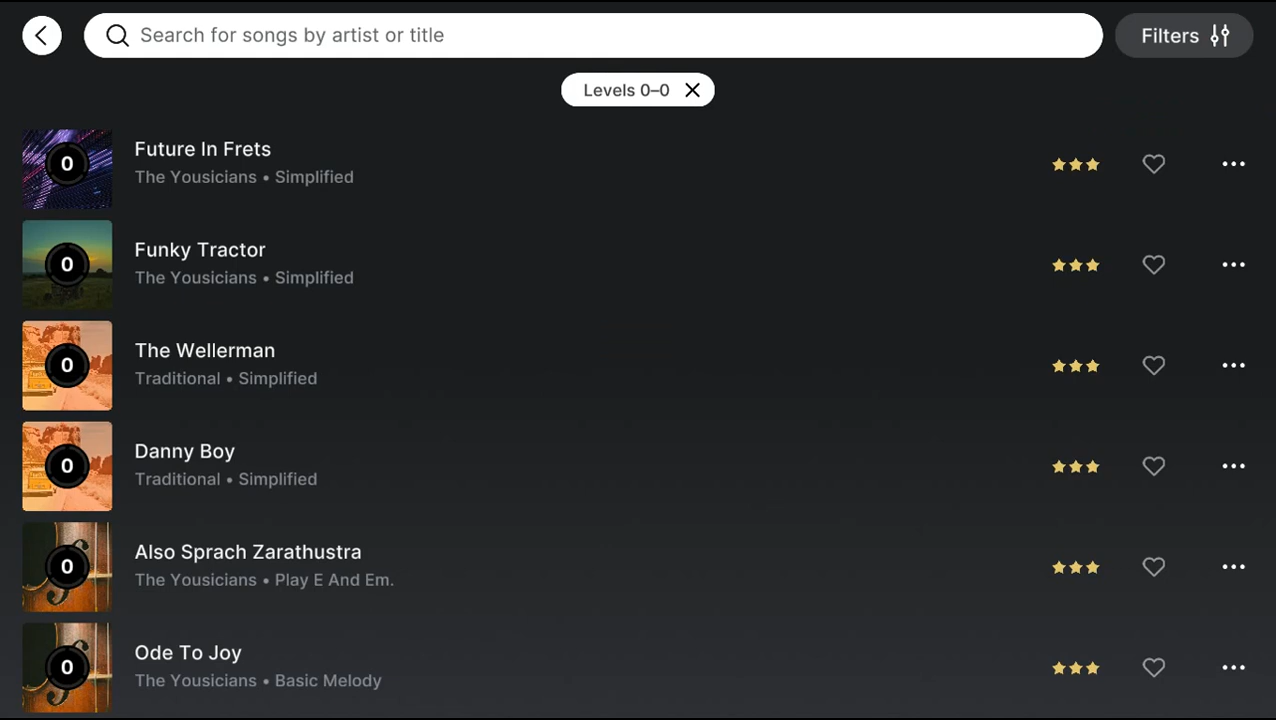 Search for songs by artist or title
Filters
Levels 0–0
0
Future In Frets
The Yousicians • Simplified
0
Funky Tractor
The Yousicians • Simplified
0
The Wellerman
Traditional • Simplified
0
Danny Boy
Traditional • Simplified
0
Also Sprach Zarathustra
The Yousicians • Play E And Em.
0
Ode To Joy
The Yousicians • Basic Melody